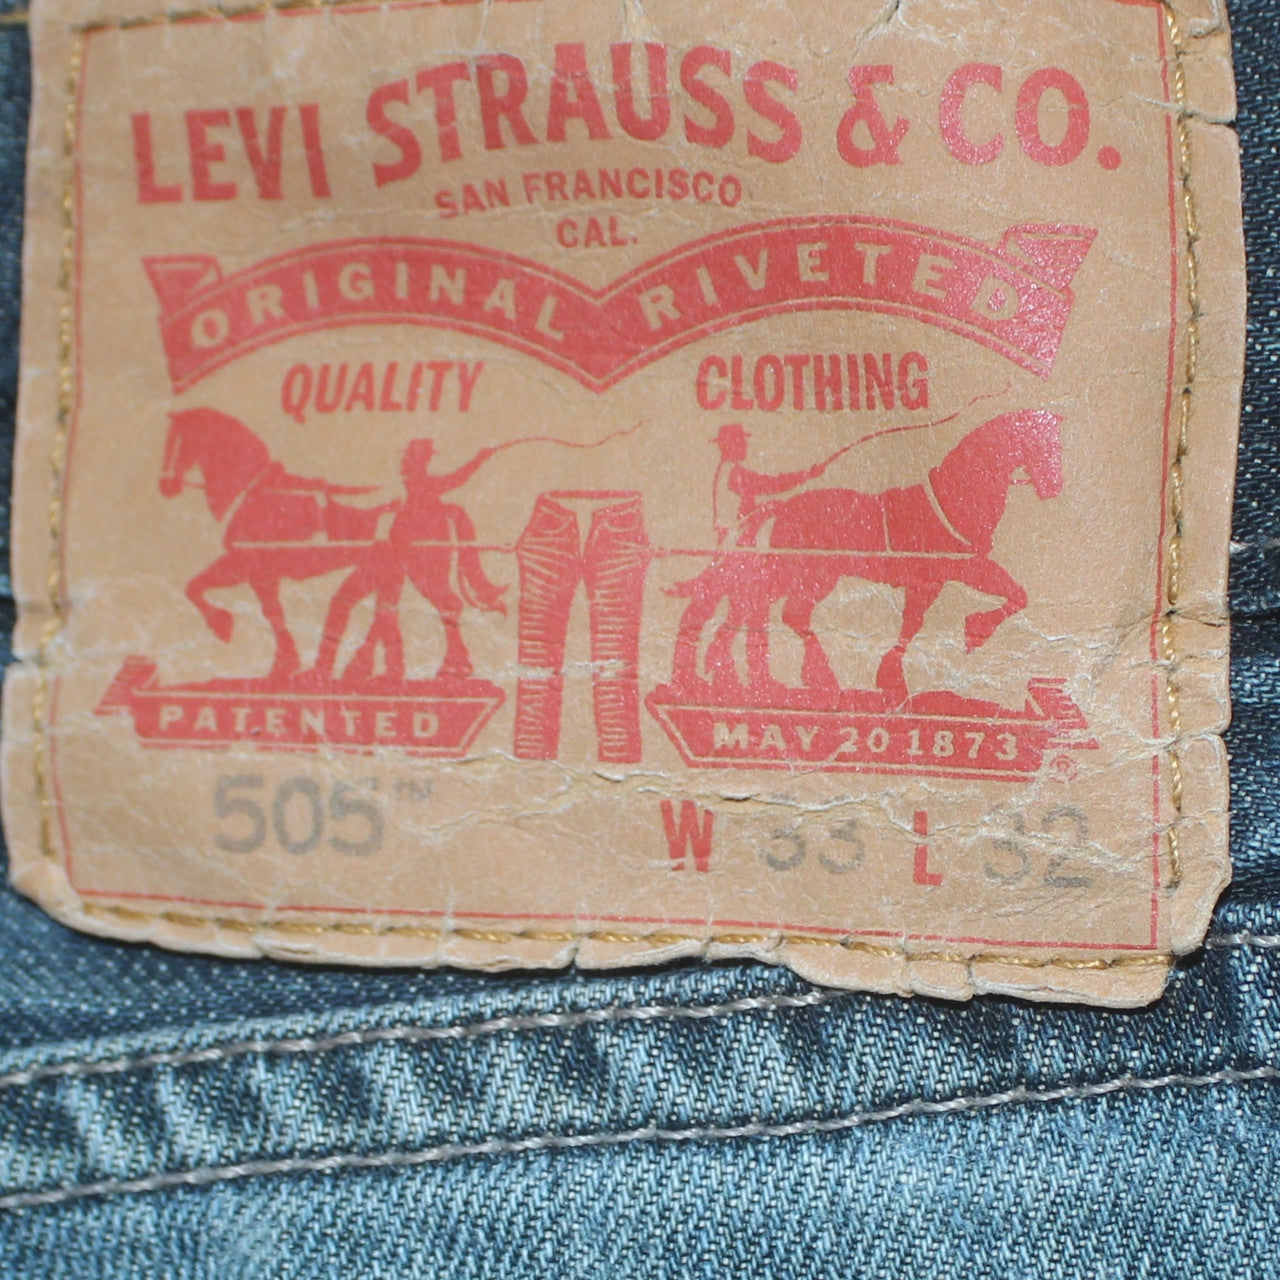 LEVI STRAUSS & CO.
SAN FRANCISCO
CAL.
ORIGINAL RIVETED
QUALITY CLOTHING
PATENTED MAY 20 1873 ®
505™ W 33 L 32